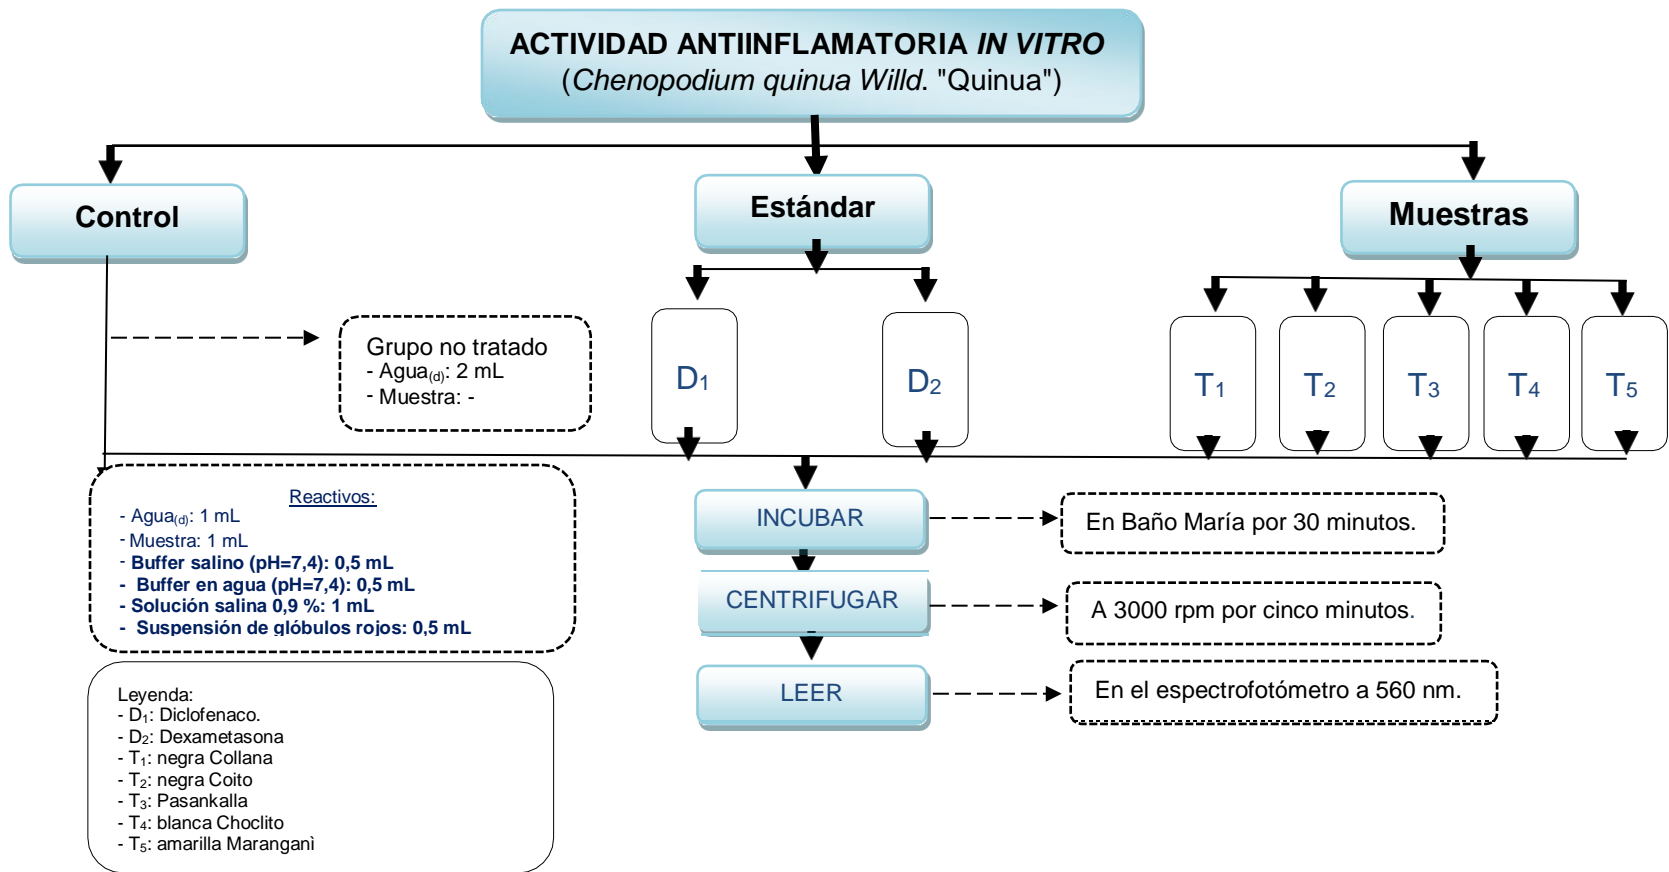 ACTIVIDAD ANTIINFLAMATORIA IN VITRO
(Chenopodium quinua Willd. "Quinua")
Control
Estándar
Muestras
Grupo no tratado
- Agua(d): 2 mL
- Muestra: -
D1
D2
T1
T2
T3
T4
T5
Reactivos:
- Agua(d): 1 mL
- Muestra: 1 mL
- Buffer salino (pH=7,4): 0,5 mL
- Buffer en agua (pH=7,4): 0,5 mL
- Solución salina 0,9 %: 1 mL
- Suspensión de glóbulos rojos: 0,5 mL
INCUBAR
En Baño María por 30 minutos.
CENTRIFUGAR
A 3000 rpm por cinco minutos.
LEER
En el espectrofotómetro a 560 nm.
Leyenda:
- D1: Diclofenaco.
- D2: Dexametasona
- T1: negra Collana
- T2: negra Coito
- T3: Pasankalla
- T4: blanca Choclito
- T5: amarilla Maranganì